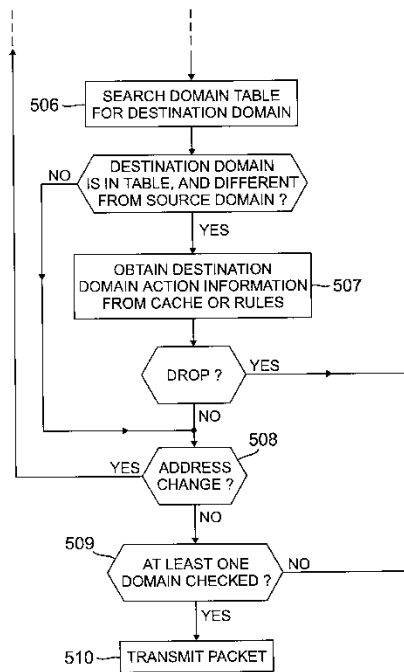 506
SEARCH DOMAIN TABLE
FOR DESTINATION DOMAIN
DESTINATION DOMAIN
IS IN TABLE, AND DIFFERENT
FROM SOURCE DOMAIN ?
NO
YES
OBTAIN DESTINATION
DOMAIN ACTION INFORMATION
FROM CACHE OR RULES
507
DROP ?
YES
NO
508
YES
ADDRESS
CHANGE ?
NO
509
AT LEAST ONE
DOMAIN CHECKED ?
NO
YES
510
TRANSMIT PACKET